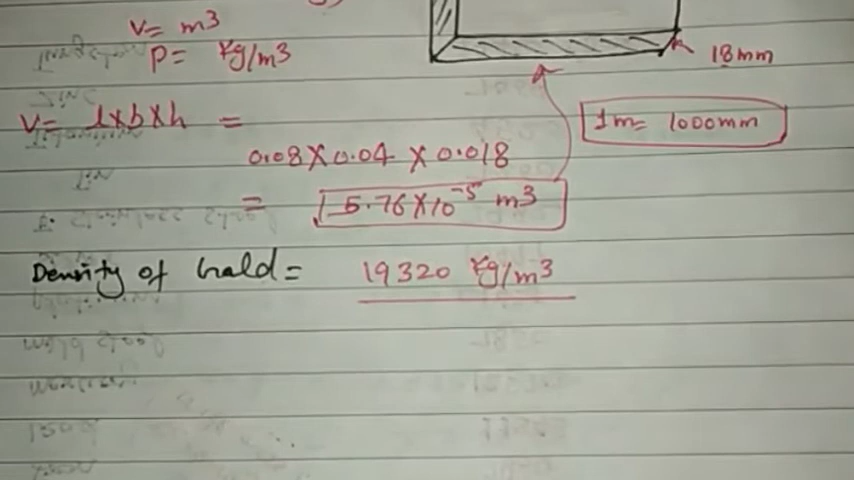 V= m³
ρ= Kg/m³
18mm
V= l×b×h =
1m= 1000mm
0.08×0.04 ×0.018
= 5.76×10⁻⁵ m³
Density of Gald= 19320 Kg/m³